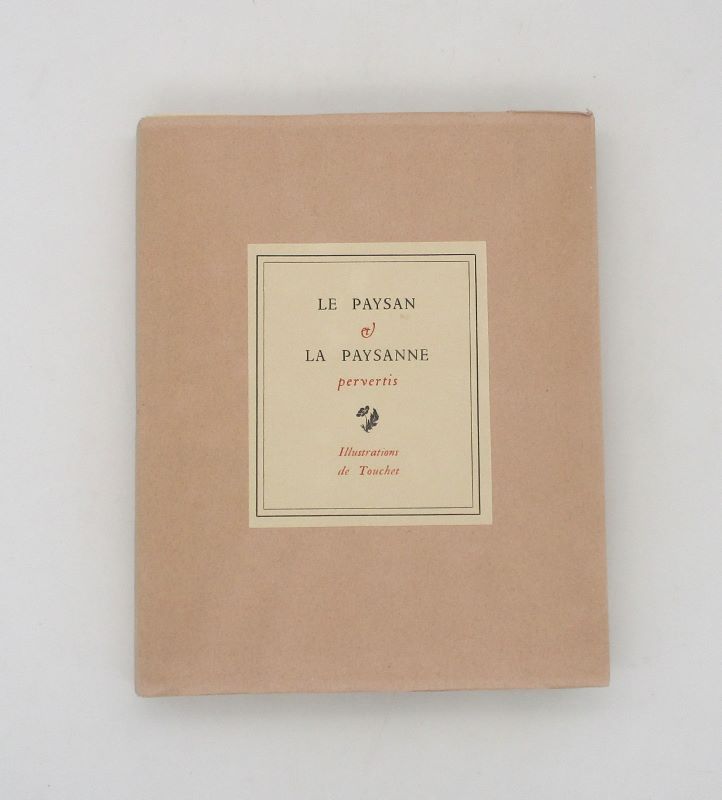 LE PAYSAN
&
LA PAYSANNE
pervertis
Illustrations
de Touchet